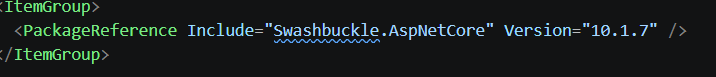 <ItemGroup>
<PackageReference Include="Swashbuckle.AspNetCore" Version="10.1.7" />
</ItemGroup>